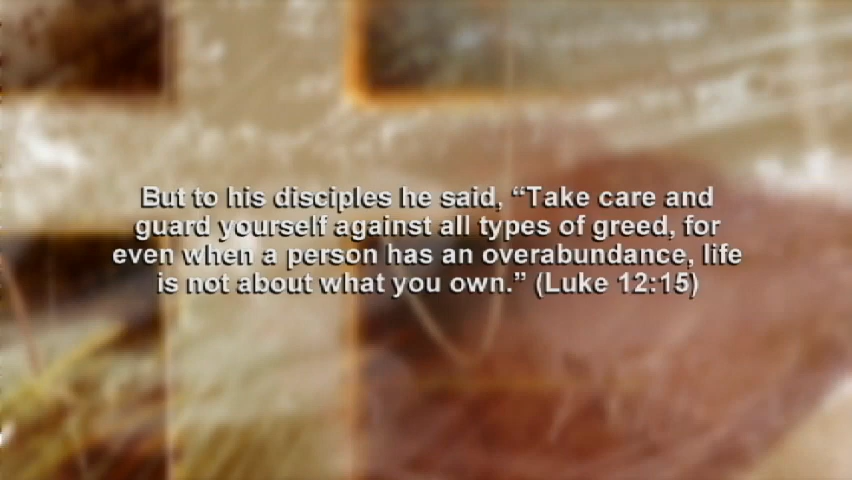 But to his disciples he said, “Take care and
guard yourself against all types of greed, for
even when a person has an overabundance, life
is not about what you own.” (Luke 12:15)